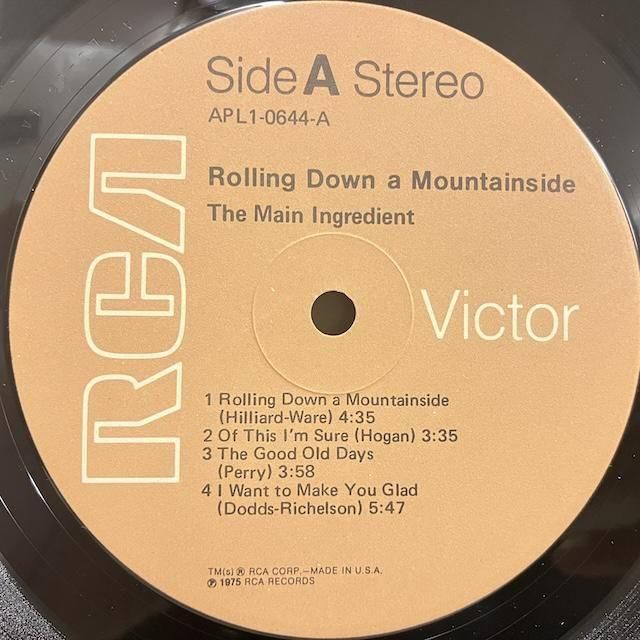 Side A Stereo
APL1-0644-A
Rolling Down a Mountainside
The Main Ingredient
RCA
Victor
1 Rolling Down a Mountainside
(Hilliard-Ware) 4:35
2 Of This I'm Sure (Hogan) 3:35
3 The Good Old Days
(Perry) 3:58
4 I Want to Make You Glad
(Dodds-Richelson) 5:47
TM(s) ® RCA CORP.—MADE IN U.S.A.
℗ 1975 RCA RECORDS